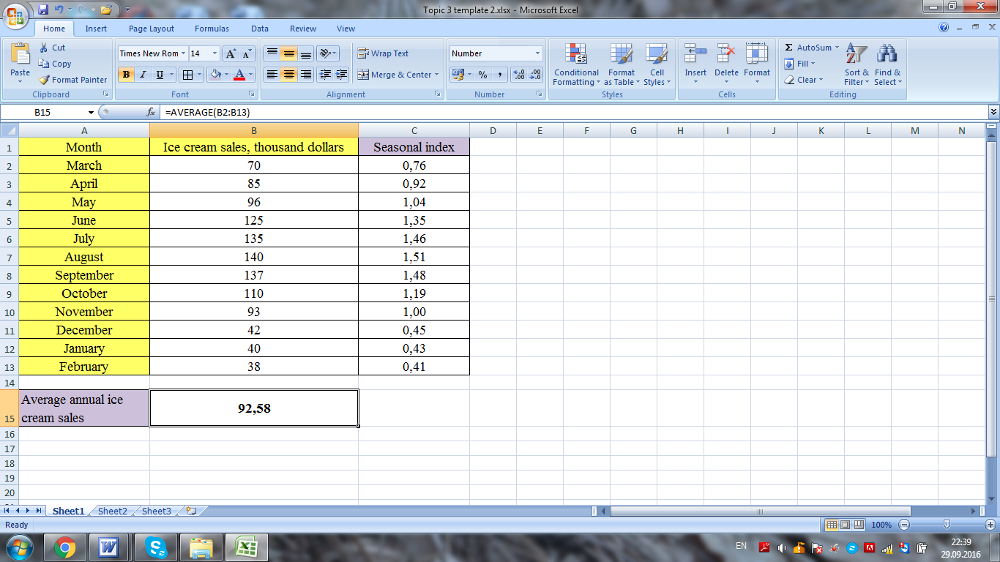 Topic 3 template 2.xlsx - Microsoft Excel
Home Insert Page Layout Formulas Data Review View
Paste
Cut
Copy
Format Painter
Clipboard
Times New Rom 14
B I U
Font
Wrap Text
Merge & Center
Alignment
Number
% ,
Number
Conditional Formatting
Format as Table
Cell Styles
Styles
Insert Delete Format
Cells
Σ AutoSum
Fill
Clear
Sort & Filter
Find & Select
Editing
B15 fx =AVERAGE(B2:B13)
A B C D E F G H I J K L M N
1 Month Ice cream sales, thousand dollars Seasonal index
2 March 70 0,76
3 April 85 0,92
4 May 96 1,04
5 June 125 1,35
6 July 135 1,46
7 August 140 1,51
8 September 137 1,48
9 October 110 1,19
10 November 93 1,00
11 December 42 0,45
12 January 40 0,43
13 February 38 0,41
14
Average annual ice
15 cream sales 92,58
16
17
18
19
20
Sheet1 Sheet2 Sheet3
Ready 100%
EN 22:39
29.09.2016